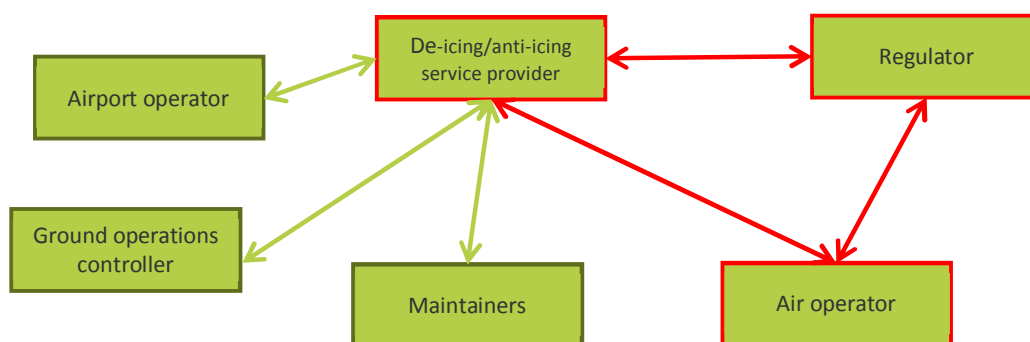 De-icing/anti-icing
service provider
Regulator
Airport operator
Ground operations
controller
Maintainers
Air operator